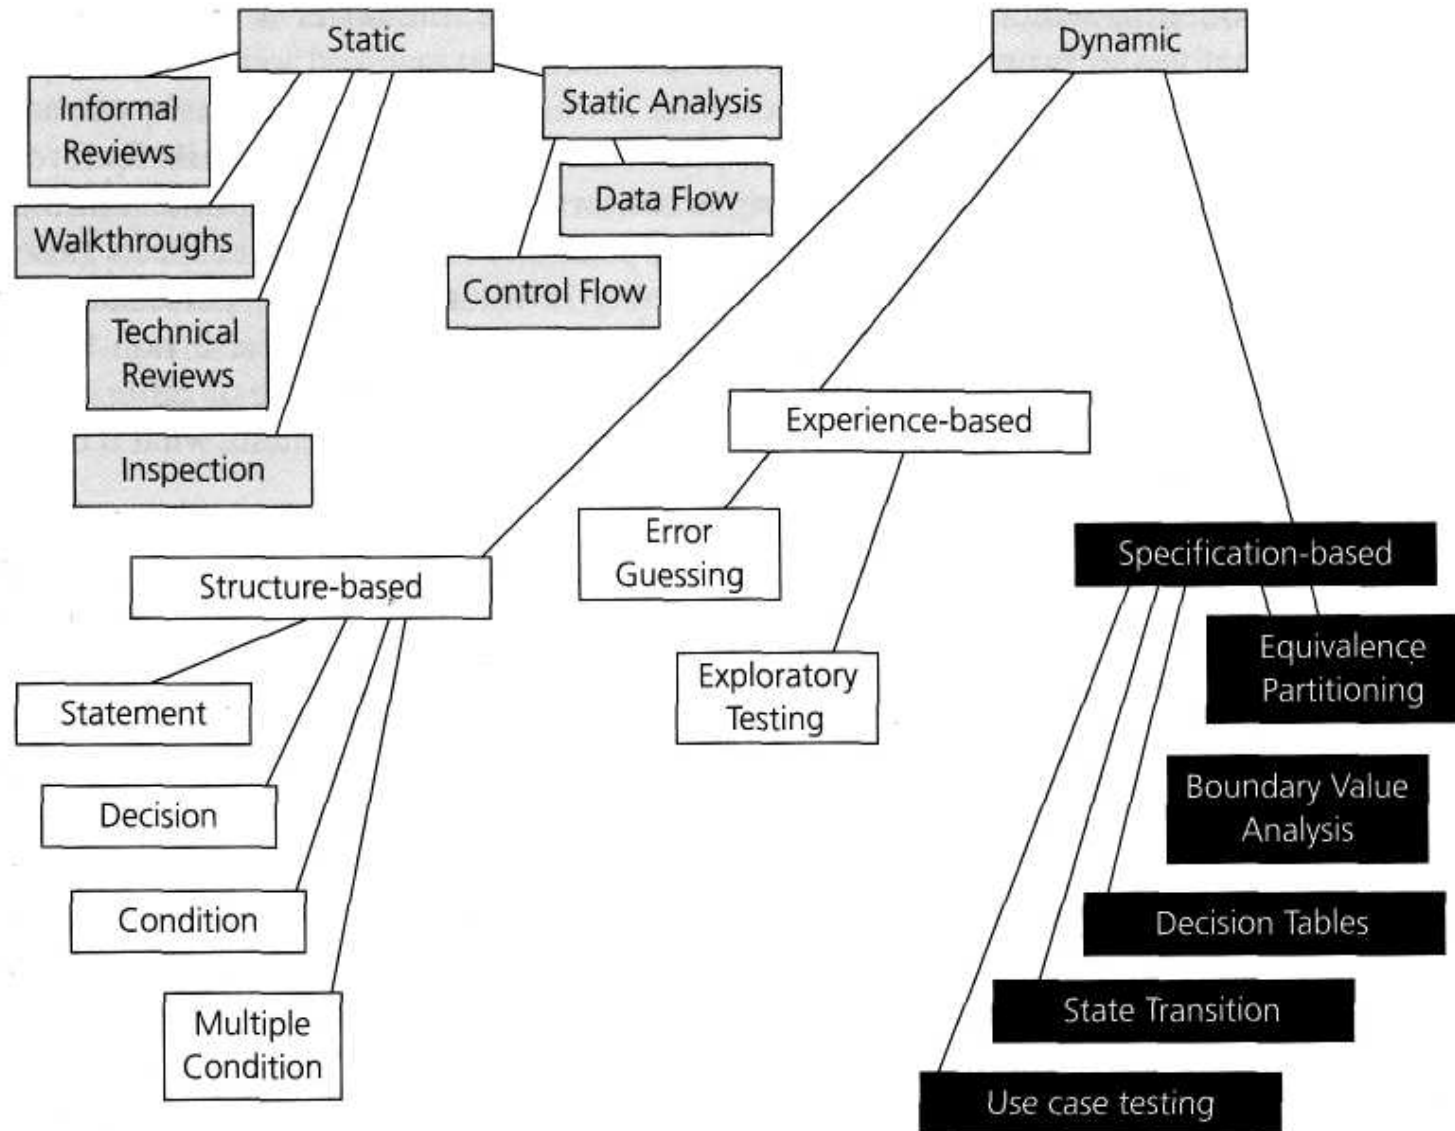 Static
Dynamic
Informal
Reviews
Static Analysis
Data Flow
Walkthroughs
Control Flow
Technical
Reviews
Inspection
Experience-based
Error
Guessing
Exploratory
Testing
Structure-based
Statement
Decision
Condition
Multiple
Condition
Specification-based
Equivalence
Partitioning
Boundary Value
Analysis
Decision Tables
State Transition
Use case testing